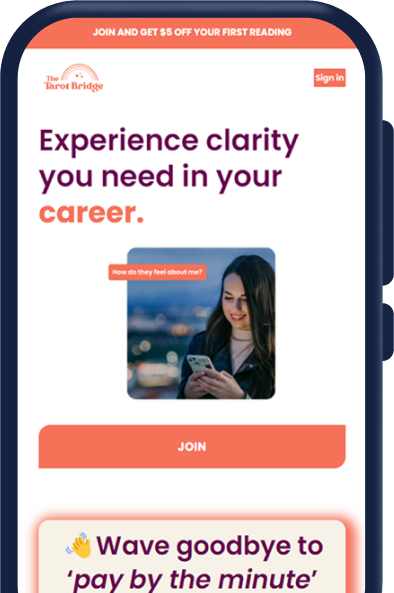 JOIN AND GET $5 OFF YOUR FIRST READING
The
Tarot Bridge
Sign in
Experience clarity
you need in your
career.
How do they feel about me?
JOIN
👋 Wave goodbye to
‘pay by the minute’